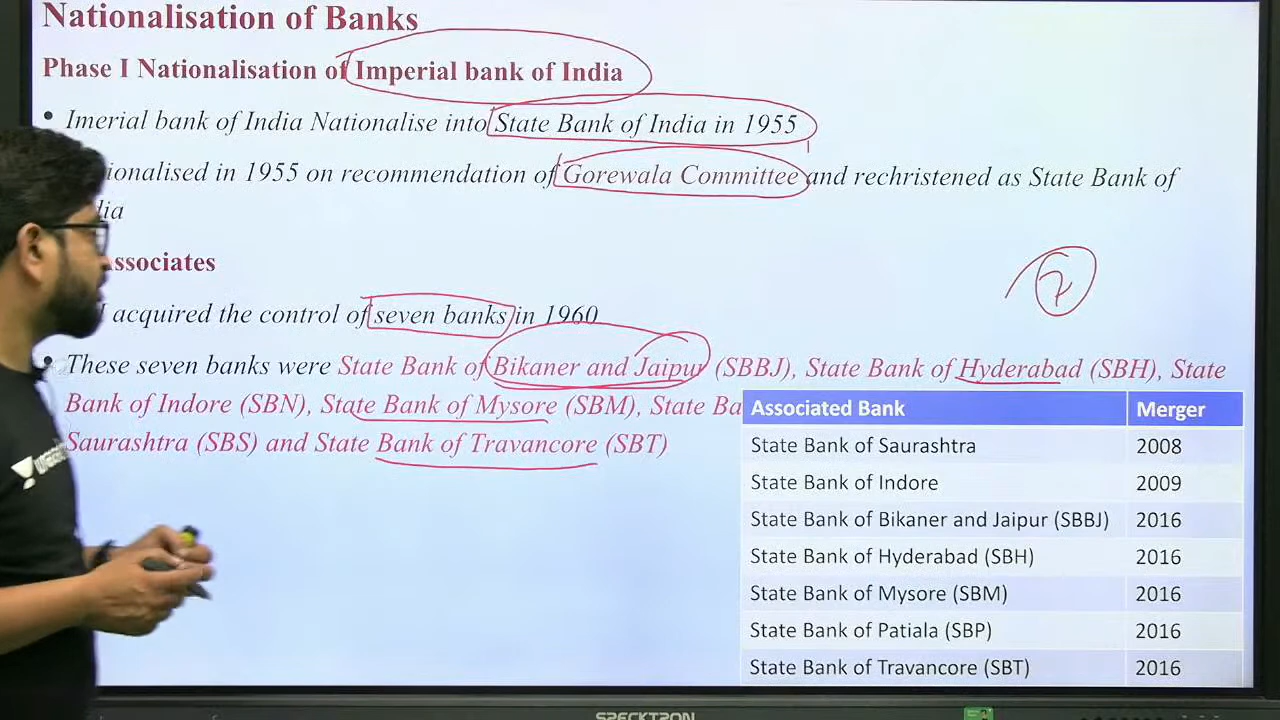 Nationalisation of Banks
Phase I Nationalisation of Imperial bank of India
• Imerial bank of India Nationalise into State Bank of India in 1955
ionalised in 1955 on recommendation of Gorewala Committee and rechristened as State Bank of
dia
Associates
acquired the control of seven banks in 1960
• These seven banks were State Bank of Bikaner and Jaipur (SBBJ), State Bank of Hyderabad (SBH), State
Bank of Indore (SBN), State Bank of Mysore (SBM), State Ba
Saurashtra (SBS) and State Bank of Travancore (SBT)
7
Associated Bank Merger
State Bank of Saurashtra 2008
State Bank of Indore 2009
State Bank of Bikaner and Jaipur (SBBJ) 2016
State Bank of Hyderabad (SBH) 2016
State Bank of Mysore (SBM) 2016
State Bank of Patiala (SBP) 2016
State Bank of Travancore (SBT) 2016
SPECKTRON